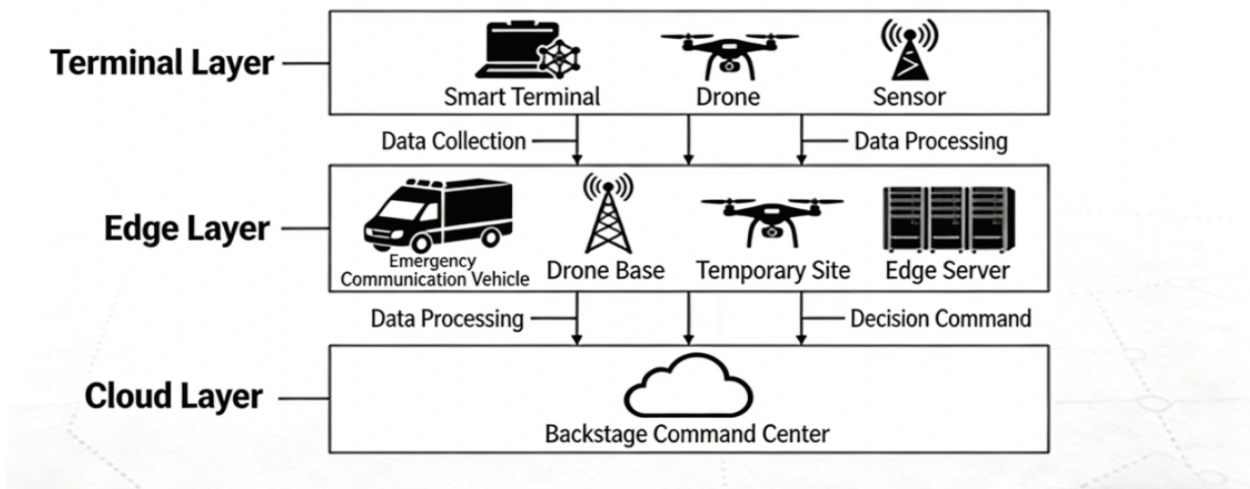 Terminal Layer
Smart Terminal
Drone
Sensor
Data Collection
Data Processing
Edge Layer
Emergency
Communication Vehicle
Drone Base
Temporary Site
Edge Server
Data Processing
Decision Command
Cloud Layer
Backstage Command Center